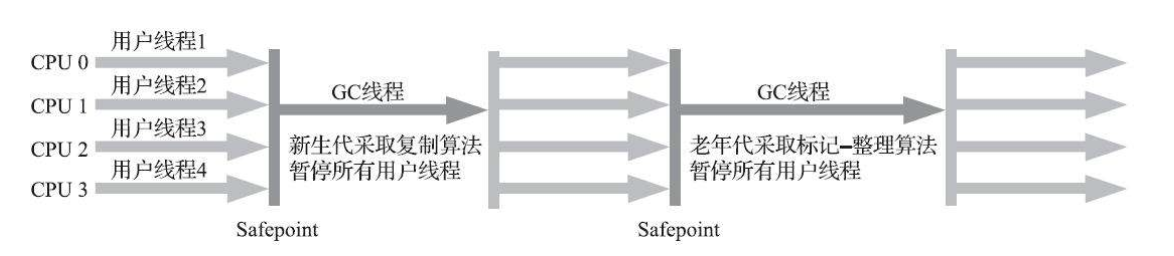 用户线程1
CPU 0
用户线程2
CPU 1
用户线程3
CPU 2
用户线程4
CPU 3
Safepoint
GC线程
新生代采取复制算法
暂停所有用户线程
Safepoint
GC线程
老年代采取标记–整理算法
暂停所有用户线程